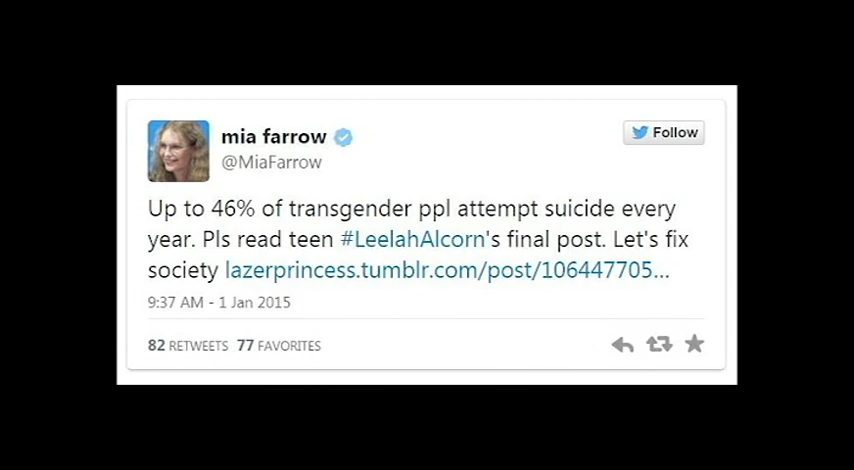 mia farrow
Follow
@MiaFarrow
Up to 46% of transgender ppl attempt suicide every
year. Pls read teen #LeelahAlcorn's final post. Let's fix
society lazerprincess.tumblr.com/post/106447705...
9:37 AM - 1 Jan 2015
82 RETWEETS 77 FAVORITES